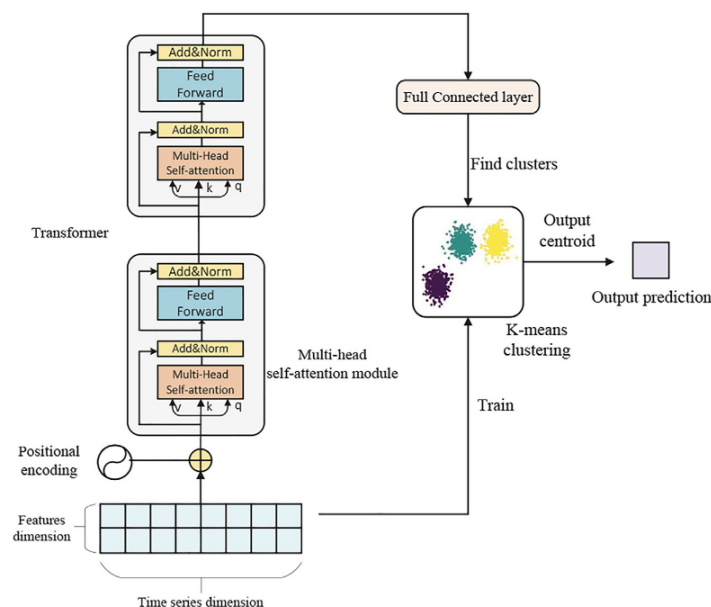 Add&Norm
Feed
Forward
Add&Norm
Multi-Head
Self-attention
v k q
Full Connected layer
Find clusters
Transformer
Output
centroid
Output prediction
K-means
clustering
Add&Norm
Feed
Forward
Add&Norm
Multi-Head
Self-attention
v k q
Multi-head
self-attention module
Train
Positional
encoding
Features
dimension
Time series dimension